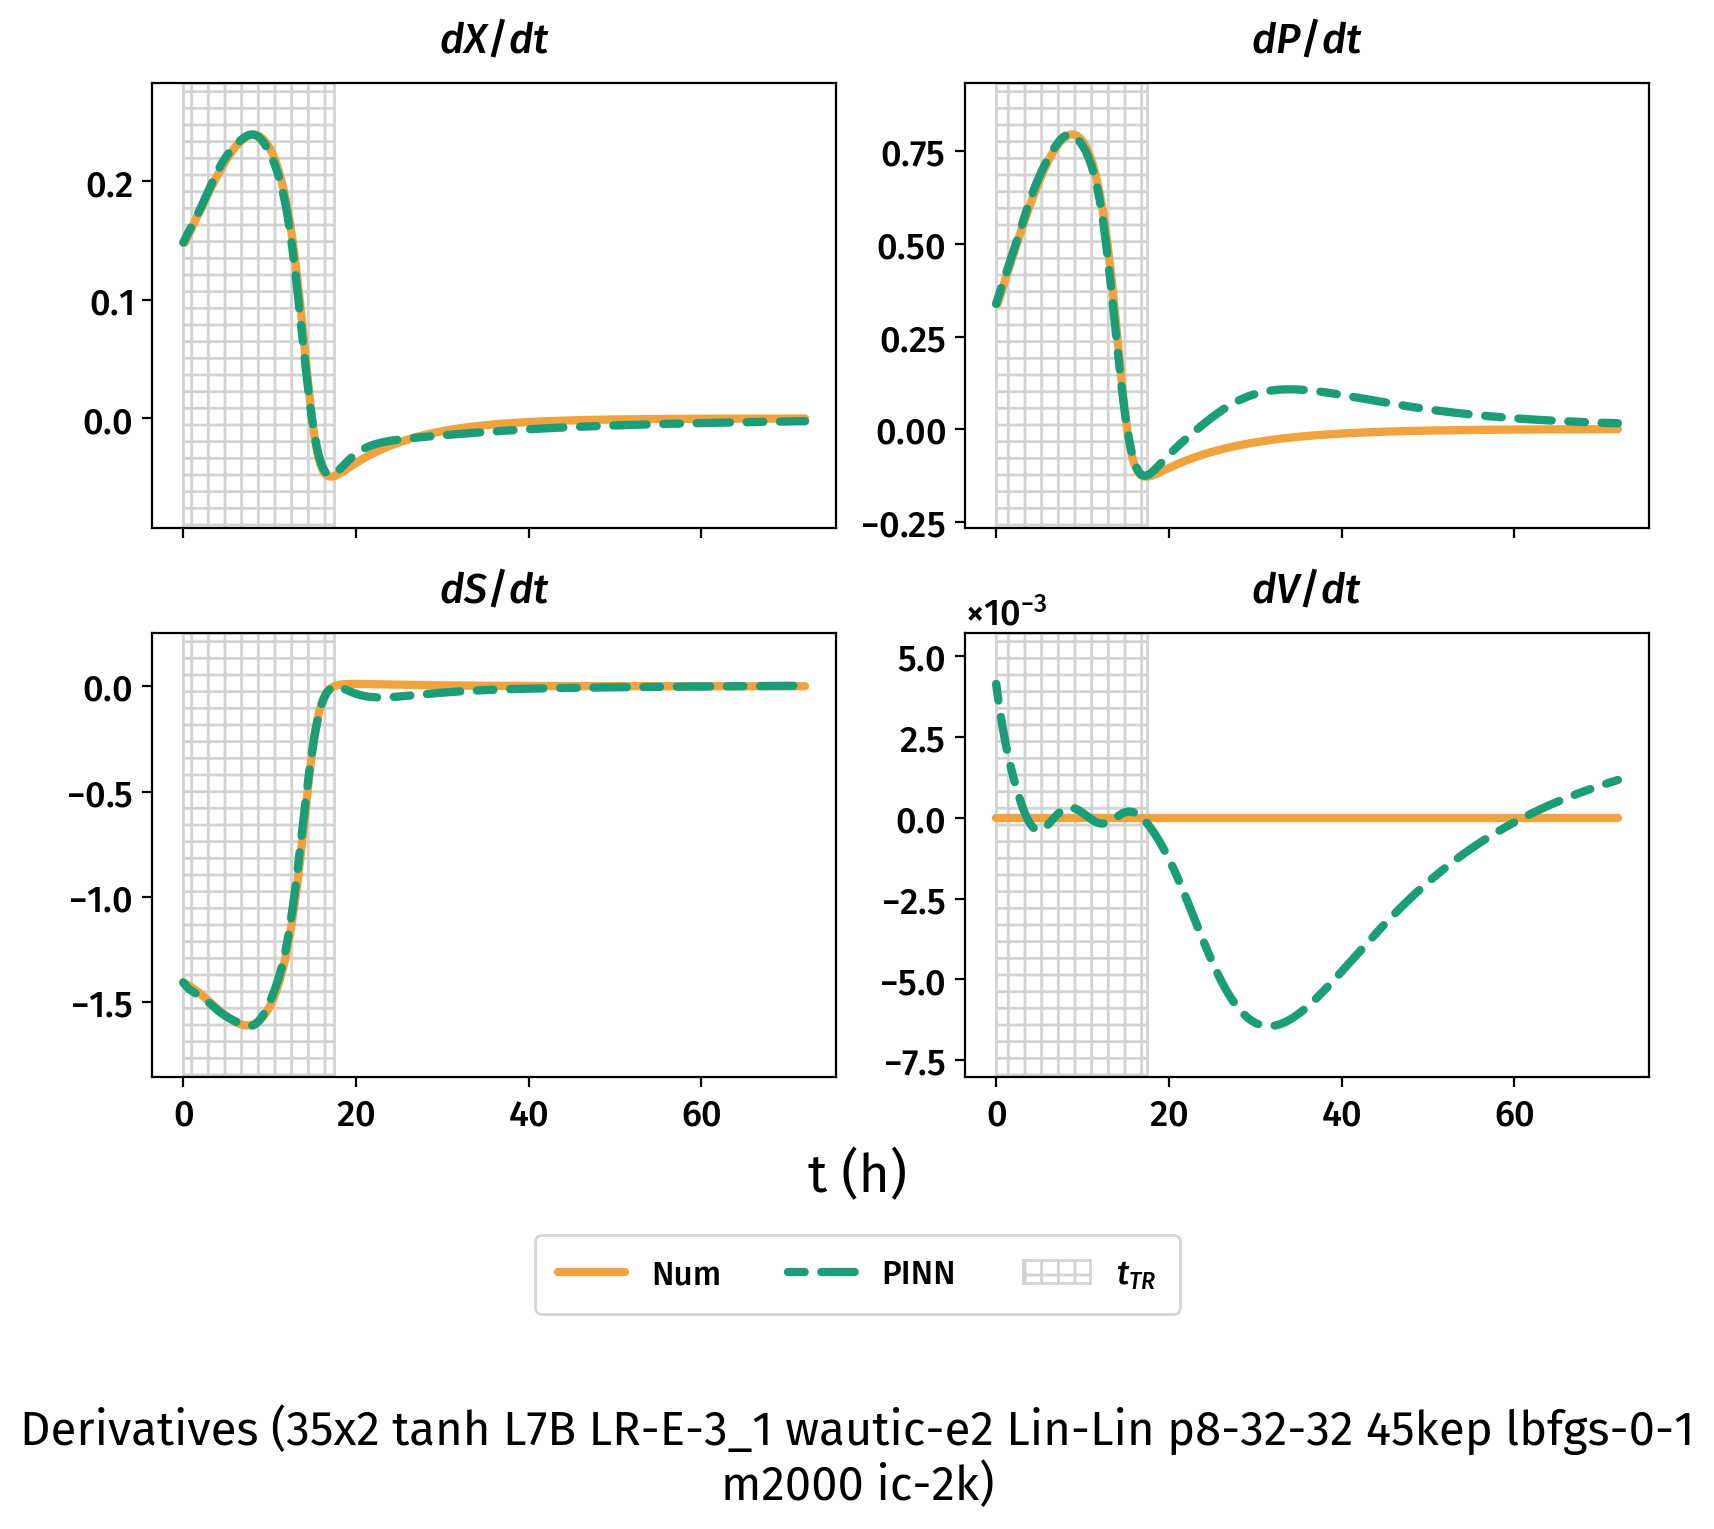 dX/dt
dP/dt
0.2
0.1
0.0
0.75
0.50
0.25
0.00
−0.25
dS/dt
dV/dt
×10⁻³
0.0
−0.5
−1.0
−1.5
5.0
2.5
0.0
−2.5
−5.0
−7.5
0 20 40 60
0 20 40 60
t (h)
Num PINN t_TR
Derivatives (35x2 tanh L7B LR-E-3_1 wautic-e2 Lin-Lin p8-32-32 45kep lbfgs-0-1
m2000 ic-2k)